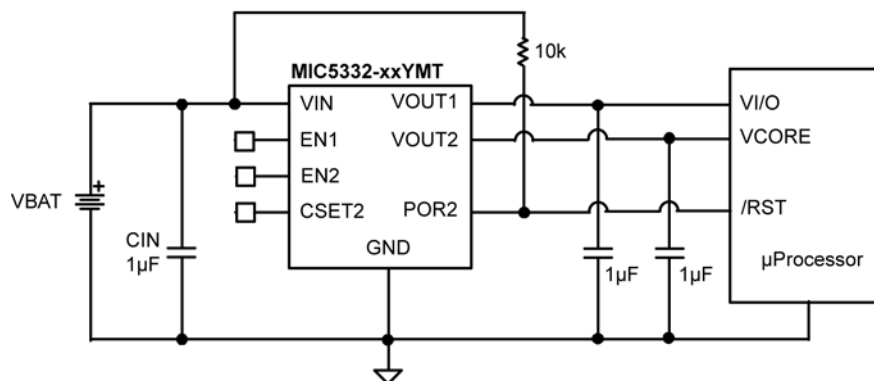 10k
MIC5332-xxYMT
VIN
VOUT1
VI/O
EN1
VOUT2
VCORE
EN2
VBAT
+
CSET2
POR2
/RST
CIN
1µF
GND
1µF
1µF
µProcessor